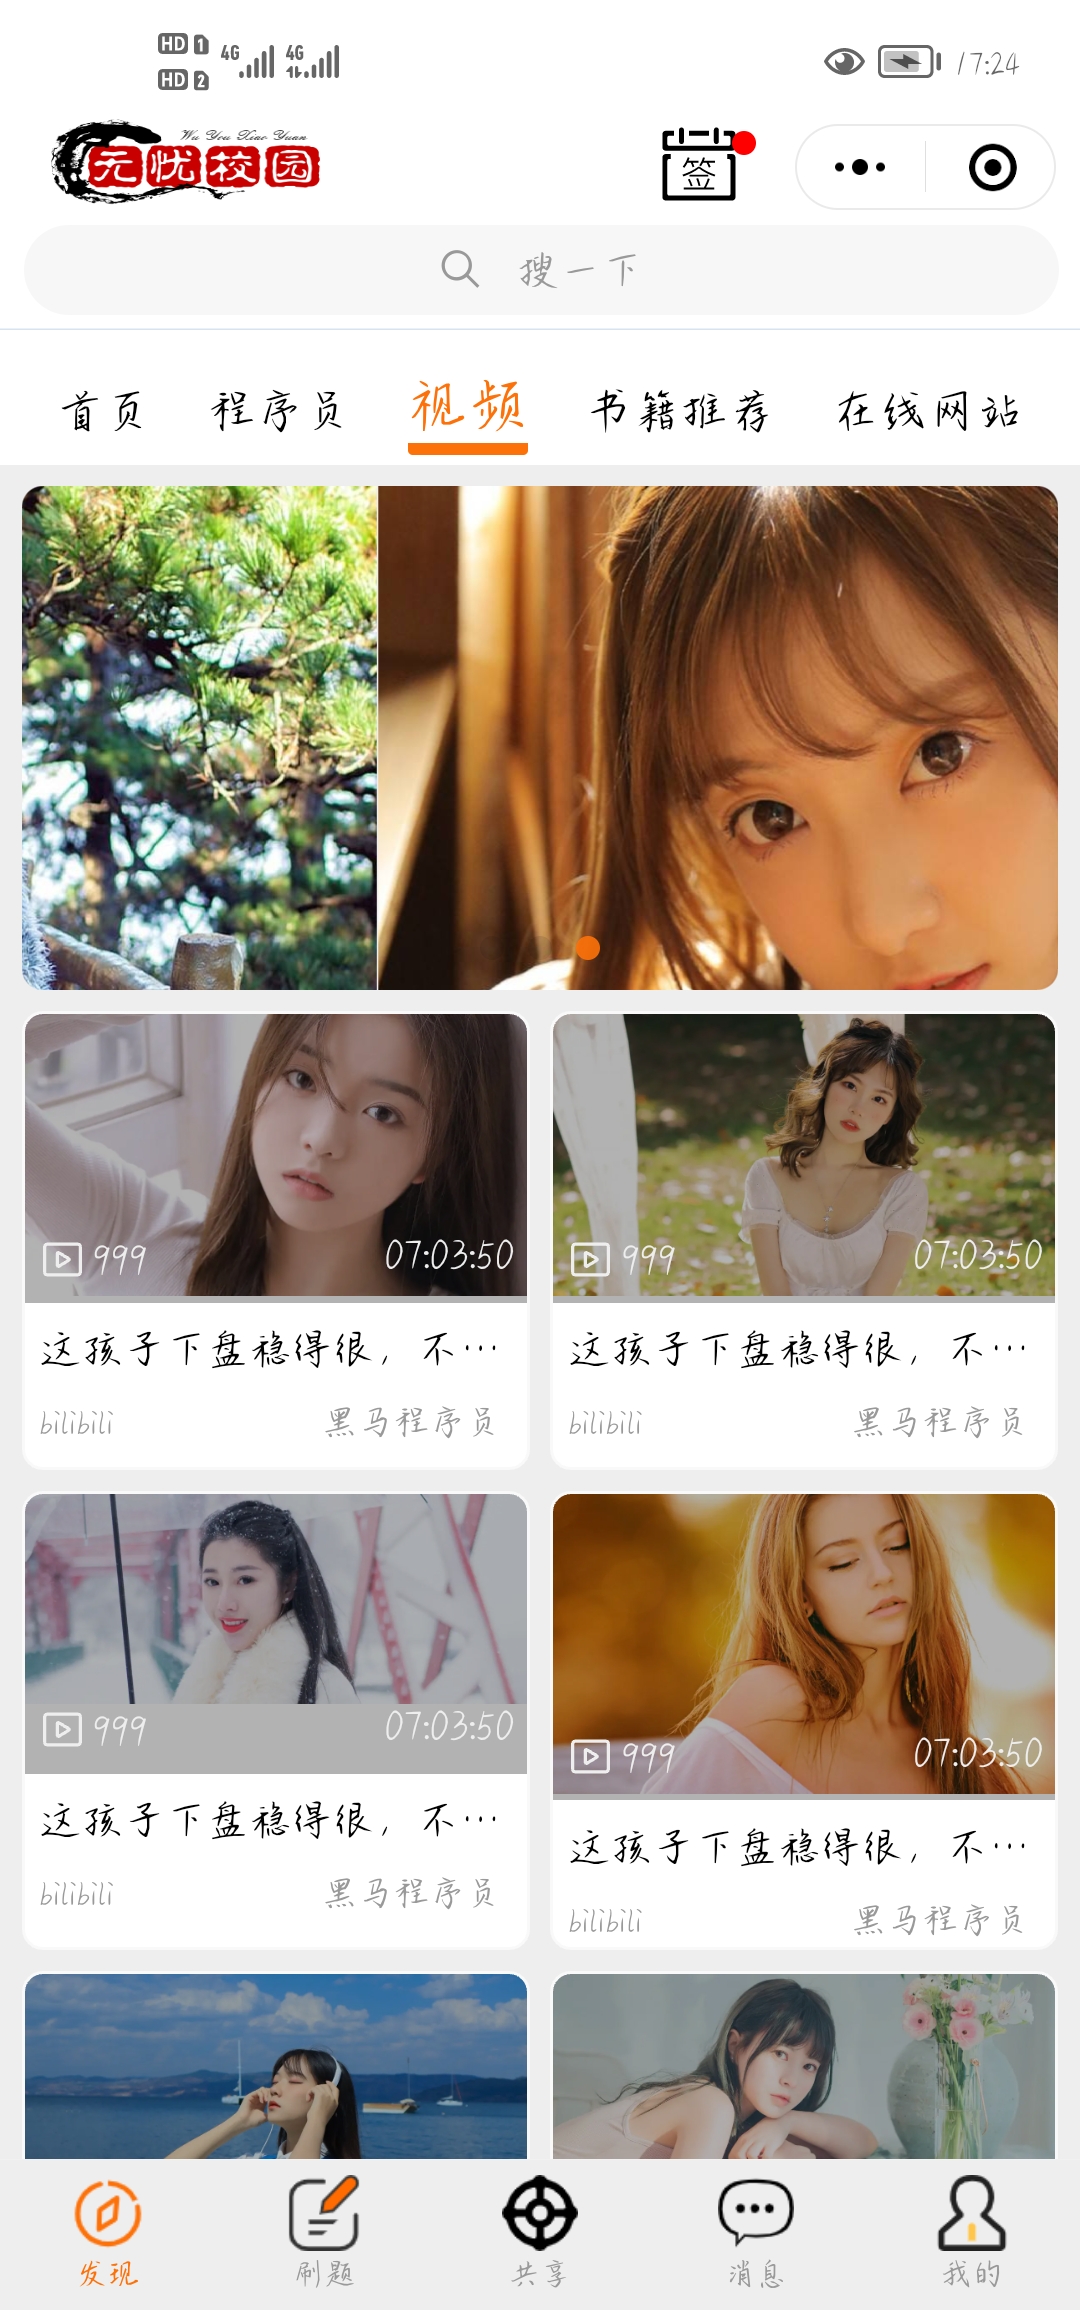 HD 1 4G 4G 17:24
HD 2
Wu You Xiao Yuan
无忧校园 签
搜一下
首页 程序员 视频 书籍推荐 在线网站
999 07:03:50 999 07:03:50
这孩子下盘稳得很，不… 这孩子下盘稳得很，不…
bilibili 黑马程序员 bilibili 黑马程序员
999 07:03:50 999 07:03:50
这孩子下盘稳得很，不… 这孩子下盘稳得很，不…
bilibili 黑马程序员 bilibili 黑马程序员
发现 刷题 共享 消息 我的